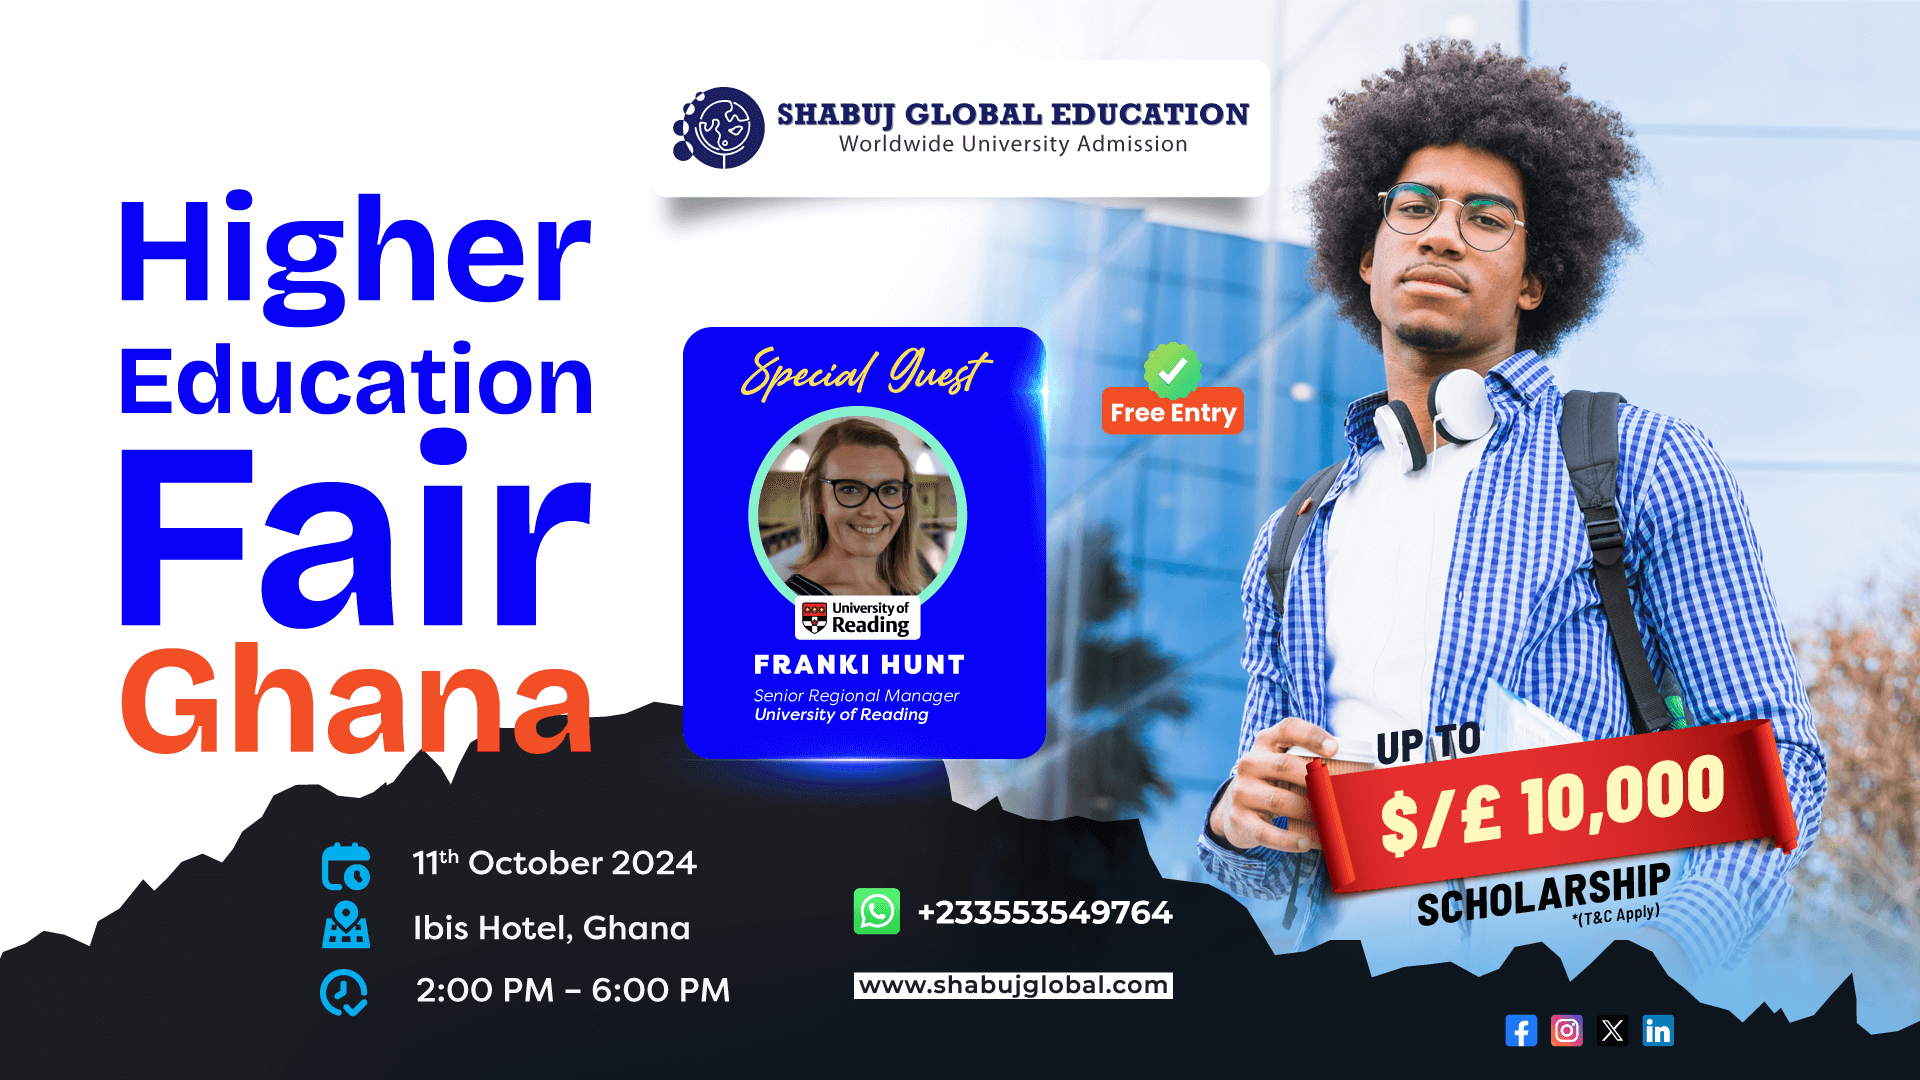 SHABUJ GLOBAL EDUCATION
Worldwide University Admission
Higher
Education
Fair
Ghana
Special Guest
University of
Reading
FRANKI HUNT
Senior Regional Manager
University of Reading
Free Entry
UP TO
$/£ 10,000
SCHOLARSHIP
*(T&C Apply)
11th October 2024
Ibis Hotel, Ghana
2:00 PM – 6:00 PM
+233553549764
www.shabujglobal.com